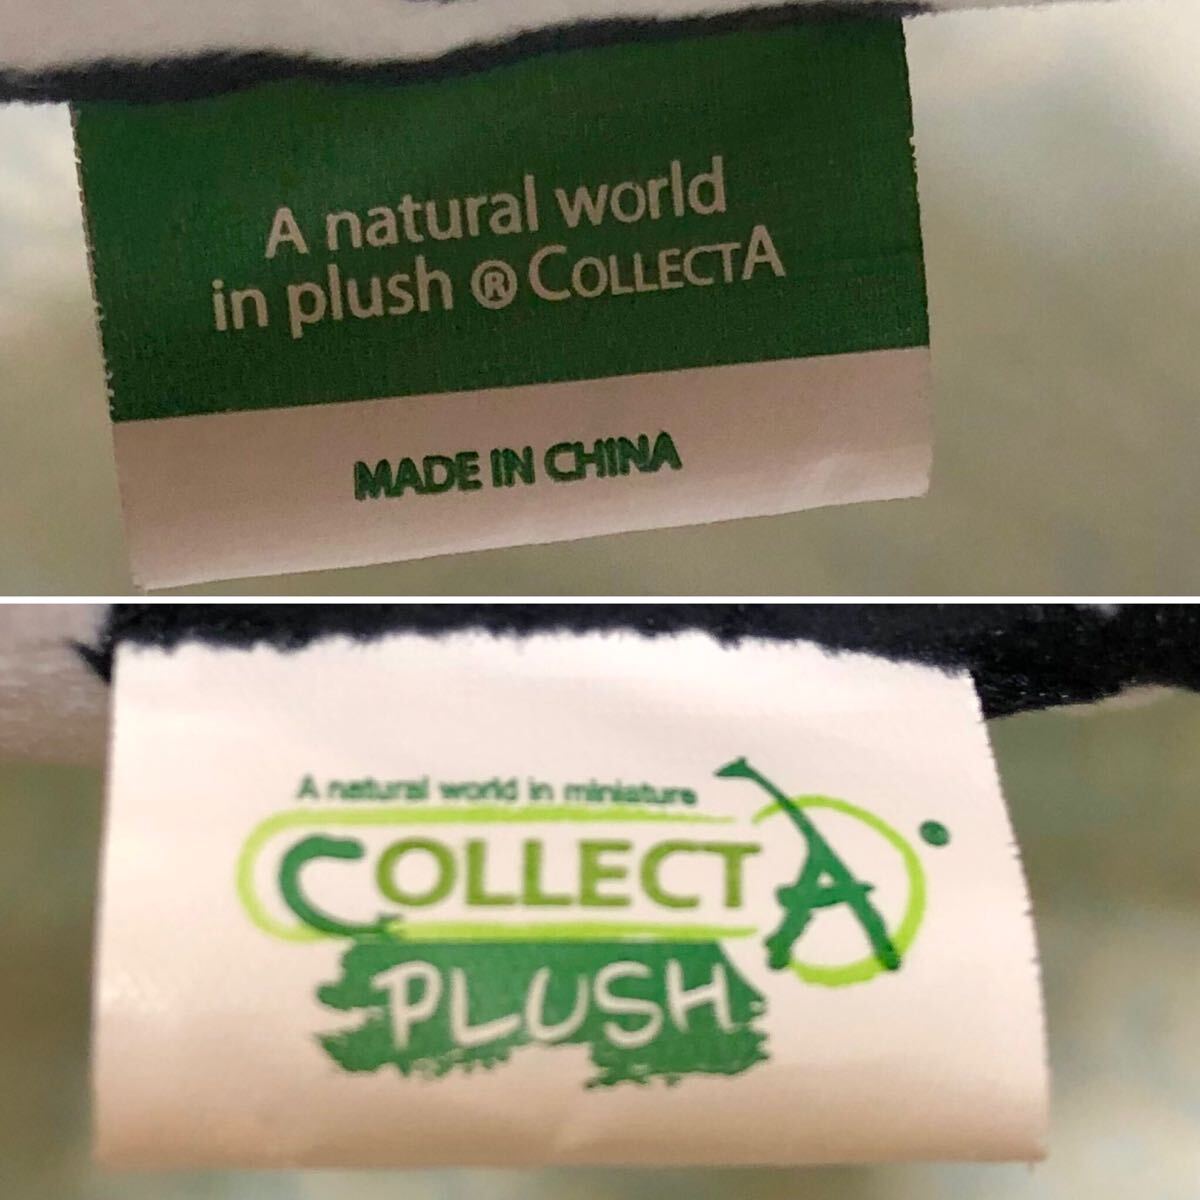 A natural world
in plush ® COLLECTA
MADE IN CHINA
A natural world in miniature
COLLECTA
PLUSH